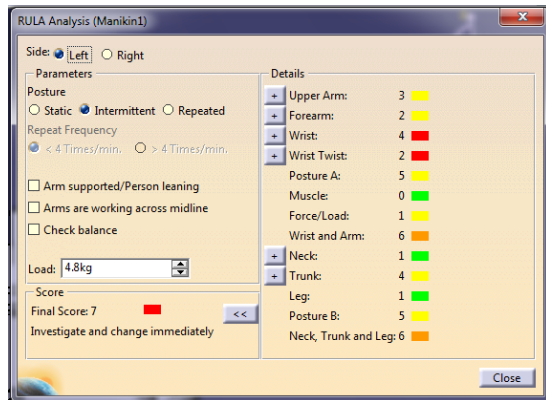 RULA Analysis (Manikin1)
Side: Left Right
Parameters
Posture
Static Intermittent Repeated
Repeat Frequency
< 4 Times/min. > 4 Times/min.
Arm supported/Person leaning
Arms are working across midline
Check balance
Load: 4.8kg
Score
Final Score: 7
<<
Investigate and change immediately
Details
+ Upper Arm: 3
+ Forearm: 2
+ Wrist: 4
+ Wrist Twist: 2
Posture A: 5
Muscle: 0
Force/Load: 1
Wrist and Arm: 6
+ Neck: 1
+ Trunk: 4
Leg: 1
Posture B: 5
Neck, Trunk and Leg: 6
Close